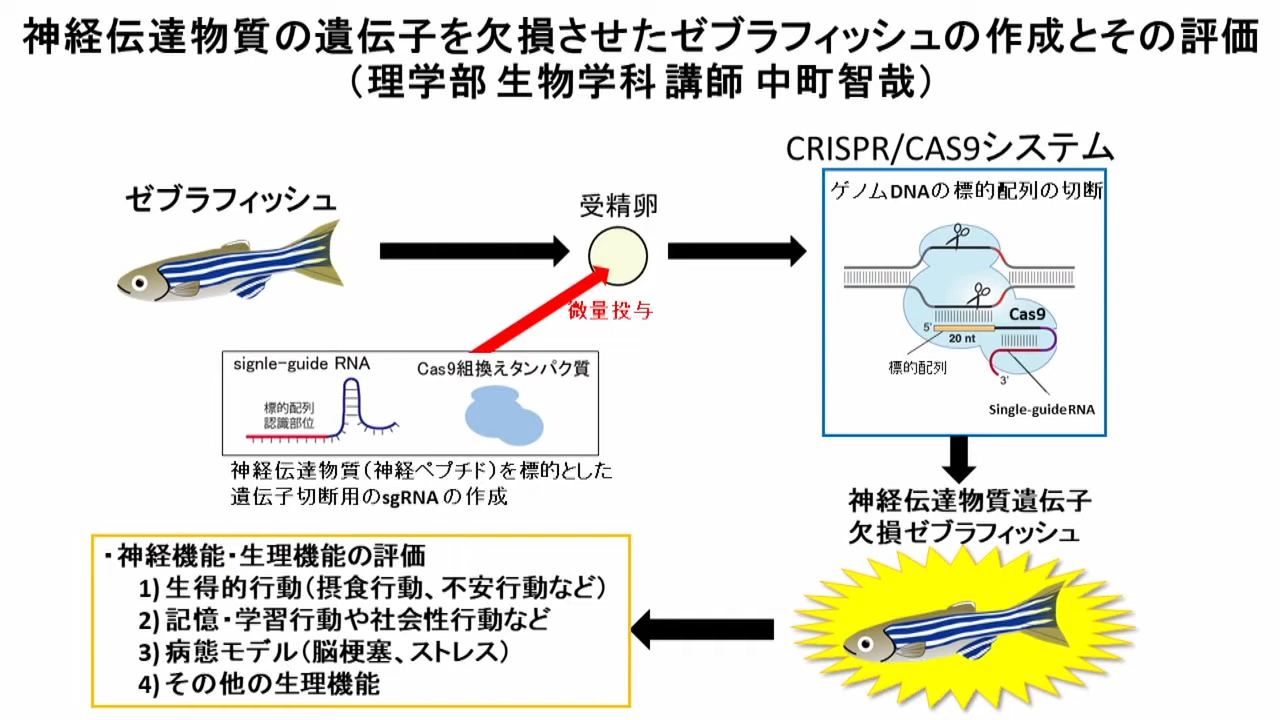 神経伝達物質の遺伝子を欠損させたゼブラフィッシュの作成とその評価
（理学部 生物学科 講師 中町智哉）
CRISPR/CAS9システム
ゼブラフィッシュ
受精卵
微量投与
ゲノムDNAの標的配列の切断
Cas9
5'
20 nt
標的配列
3'
Single-guideRNA
signle-guide RNA
Cas9組換えタンパク質
標的配列
認識部位
神経伝達物質（神経ペプチド）を標的とした
遺伝子切断用のsgRNAの作成
神経伝達物質遺伝子
欠損ゼブラフィッシュ
・神経機能・生理機能の評価
1) 生得的行動（摂食行動、不安行動など）
2) 記憶・学習行動や社会性行動など
3) 病態モデル（脳梗塞、ストレス）
4) その他の生理機能